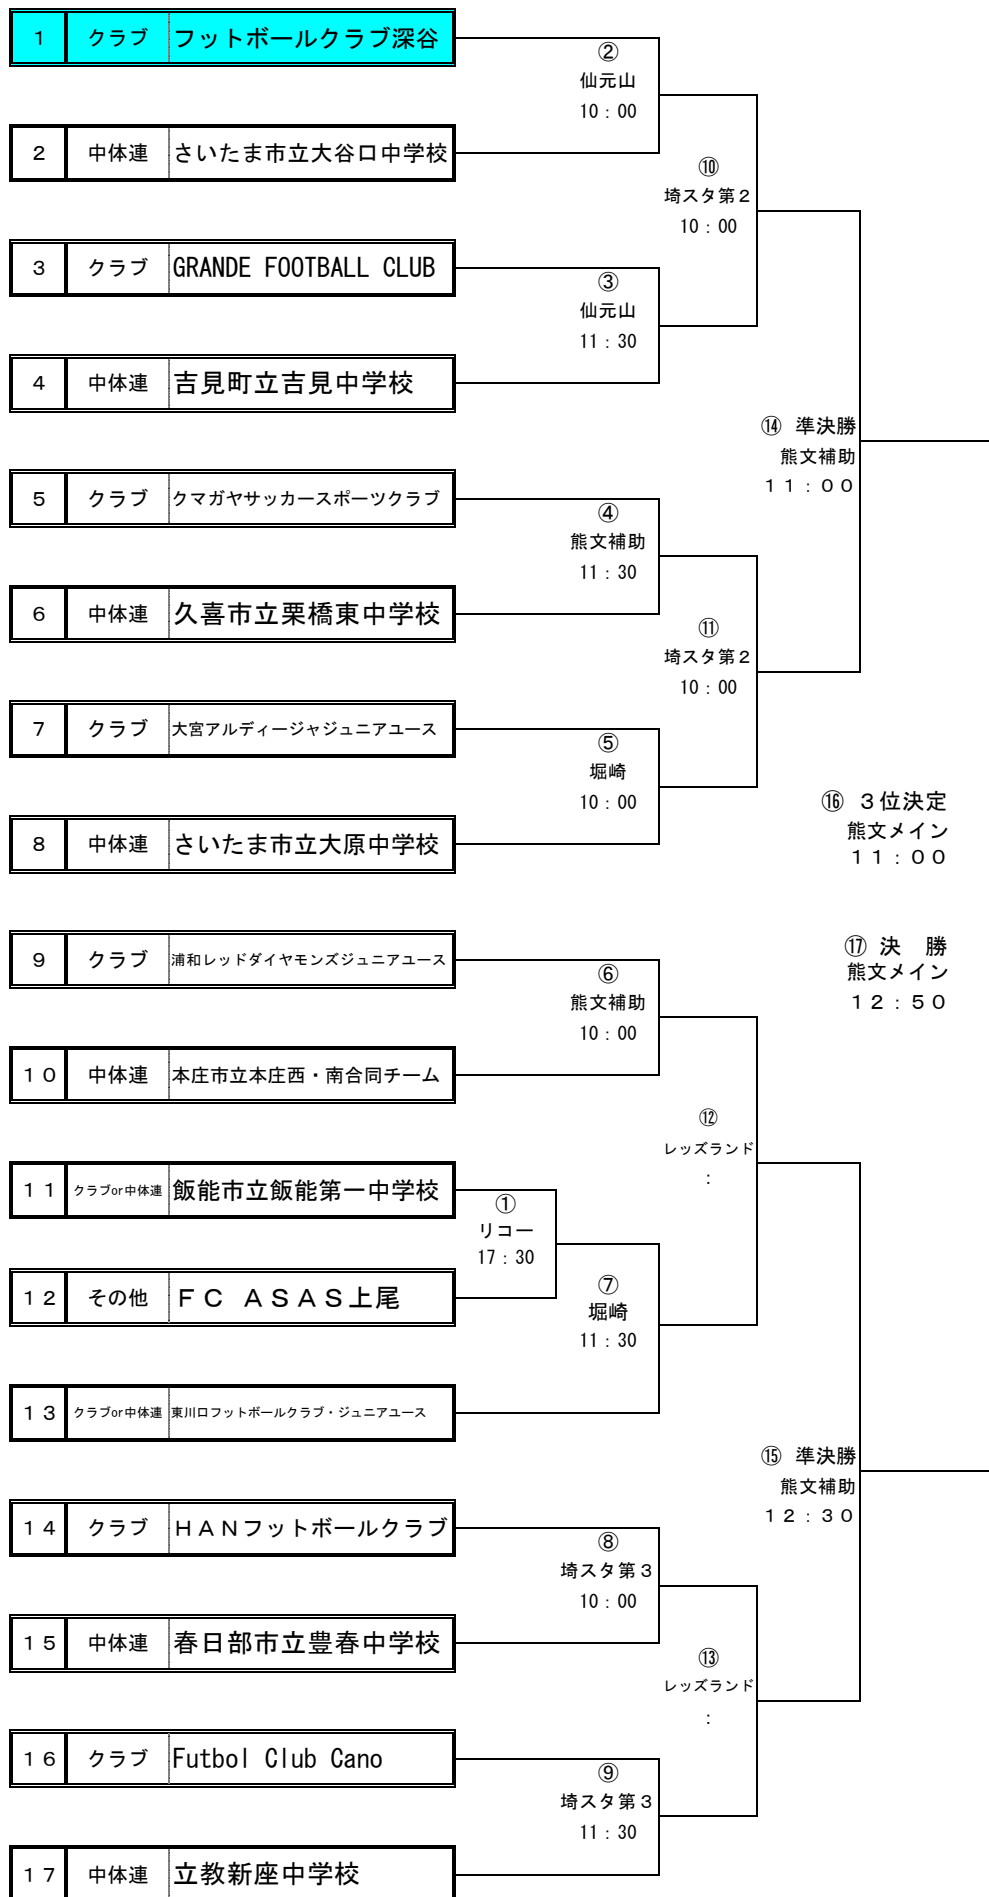 １ クラブ フットボールクラブ深谷
②
仙元山
10：00
２ 中体連 さいたま市立大谷口中学校
⑩
埼スタ第２
10：00
３ クラブ GRANDE FOOTBALL CLUB
③
仙元山
11：30
４ 中体連 吉見町立吉見中学校
⑭ 準決勝
熊文補助
１１：００
５ クラブ クマガヤサッカースポーツクラブ
④
熊文補助
11：30
６ 中体連 久喜市立栗橋東中学校
⑪
埼スタ第２
10：00
７ クラブ 大宮アルディージャジュニアユース
⑤
堀崎
10：00
８ 中体連 さいたま市立大原中学校
⑯ ３位決定
熊文メイン
１１：００
９ クラブ 浦和レッドダイヤモンズジュニアユース
⑥
熊文補助
10：00
⑰ 決　勝
熊文メイン
１２：５０
１０ 中体連 本庄市立本庄西・南合同チーム
⑫
レッズランド
：
１１ クラブor中体連 飯能市立飯能第一中学校
①
リコー
17：30
１２ その他 ＦＣ ＡＳＡＳ上尾
⑦
堀崎
11：30
１３ クラブor中体連 東川口フットボールクラブ・ジュニアユース
⑮ 準決勝
熊文補助
１２：３０
１４ クラブ ＨＡＮフットボールクラブ
⑧
埼スタ第３
10：00
１５ 中体連 春日部市立豊春中学校
⑬
レッズランド
：
１６ クラブ Futbol Club Cano
⑨
埼スタ第３
11：30
１７ 中体連 立教新座中学校